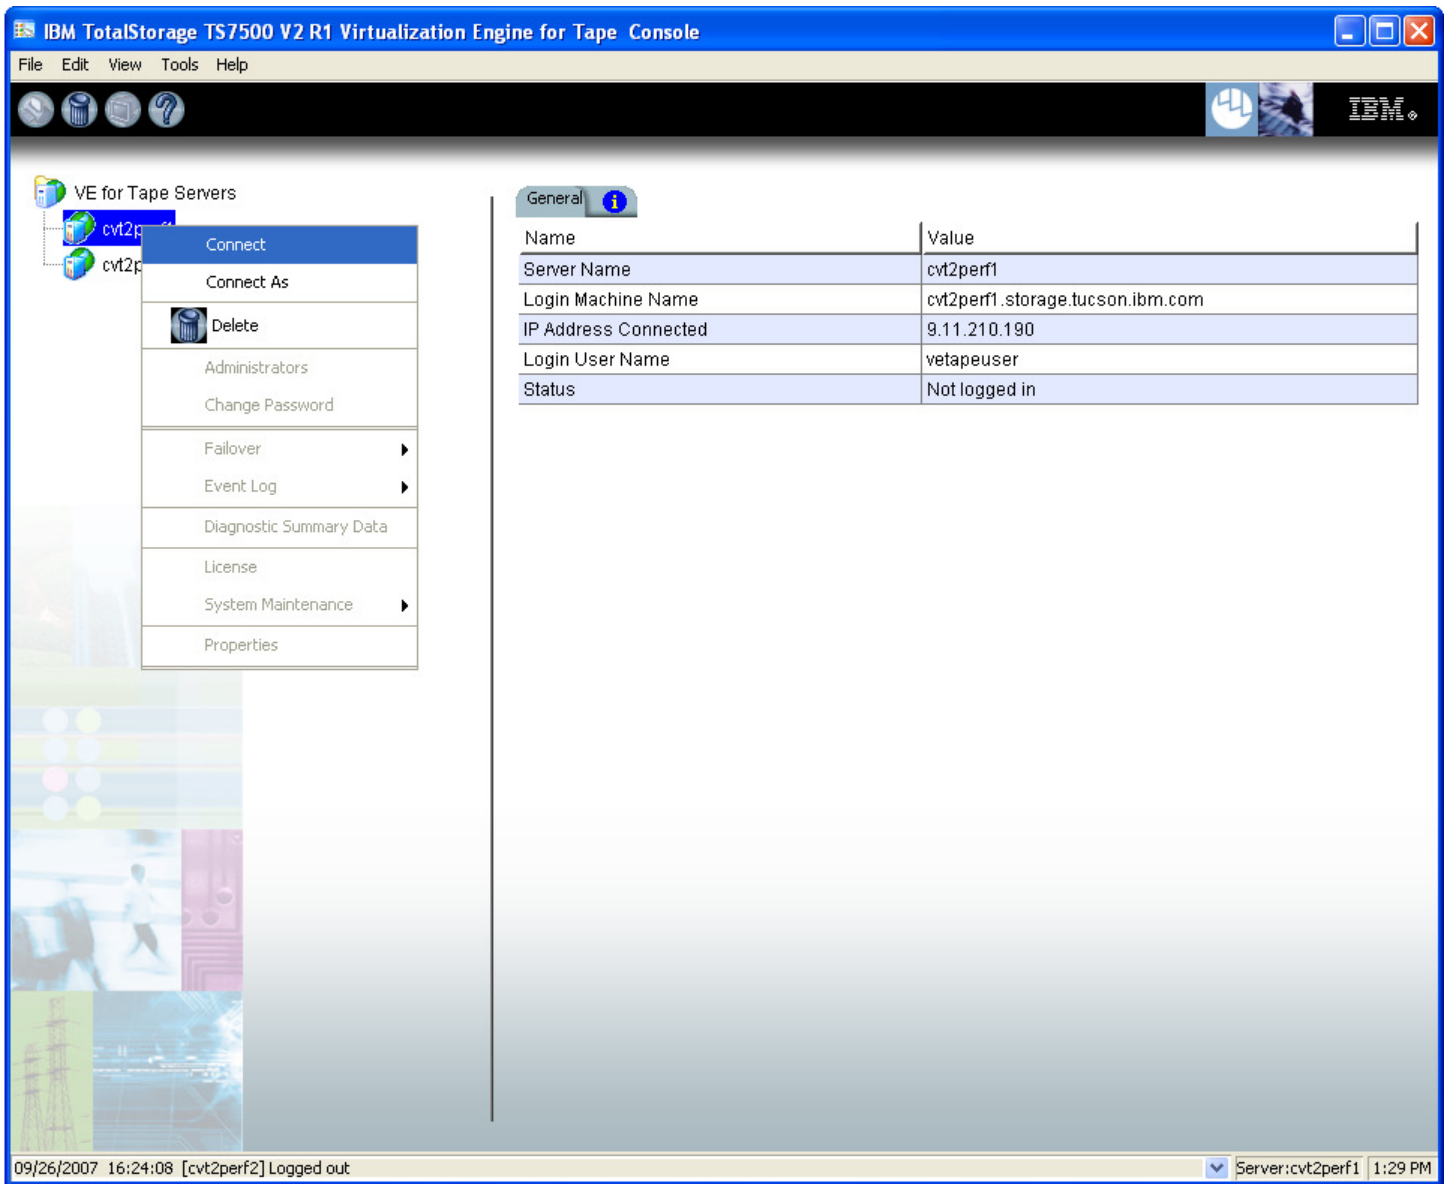 IBM TotalStorage TS7500 V2 R1 Virtualization Engine for Tape Console
File Edit View Tools Help
IBM
VE for Tape Servers
cvt2perf1
cvt2p
Connect
Connect As
Delete
Administrators
Change Password
Failover
Event Log
Diagnostic Summary Data
License
System Maintenance
Properties
General
Name Value
Server Name cvt2perf1
Login Machine Name cvt2perf1.storage.tucson.ibm.com
IP Address Connected 9.11.210.190
Login User Name vetapeuser
Status Not logged in
09/26/2007 16:24:08 [cvt2perf2] Logged out
Server:cvt2perf1 1:29 PM